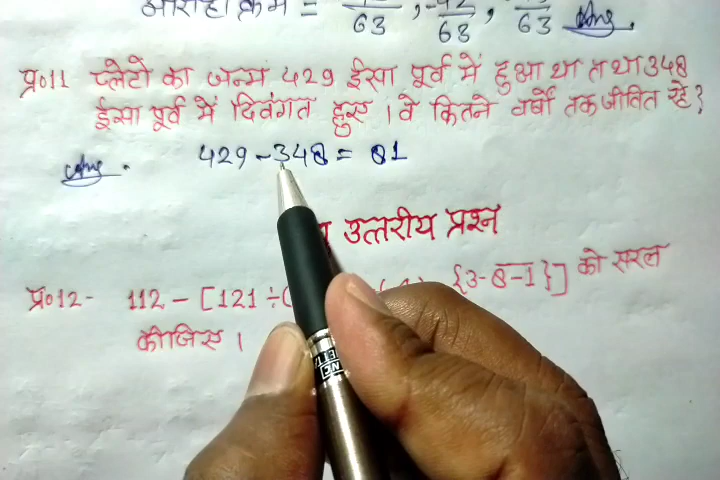 आरोही क्रम = /63 , -42/63 , /63 Ans.
प्र०11 प्लेटो का जन्म 429 ईसा पूर्व में हुआ था तथा 348
ईसा पूर्व में दिवंगत हुए । वे कितने वर्षों तक जीवित रहे ?
Ans. 429 - 348 = 81
उत्तरीय प्रश्न
प्र०12- 112 - [121 ÷ ( {3-8-1}] को सरल
कीजिए ।